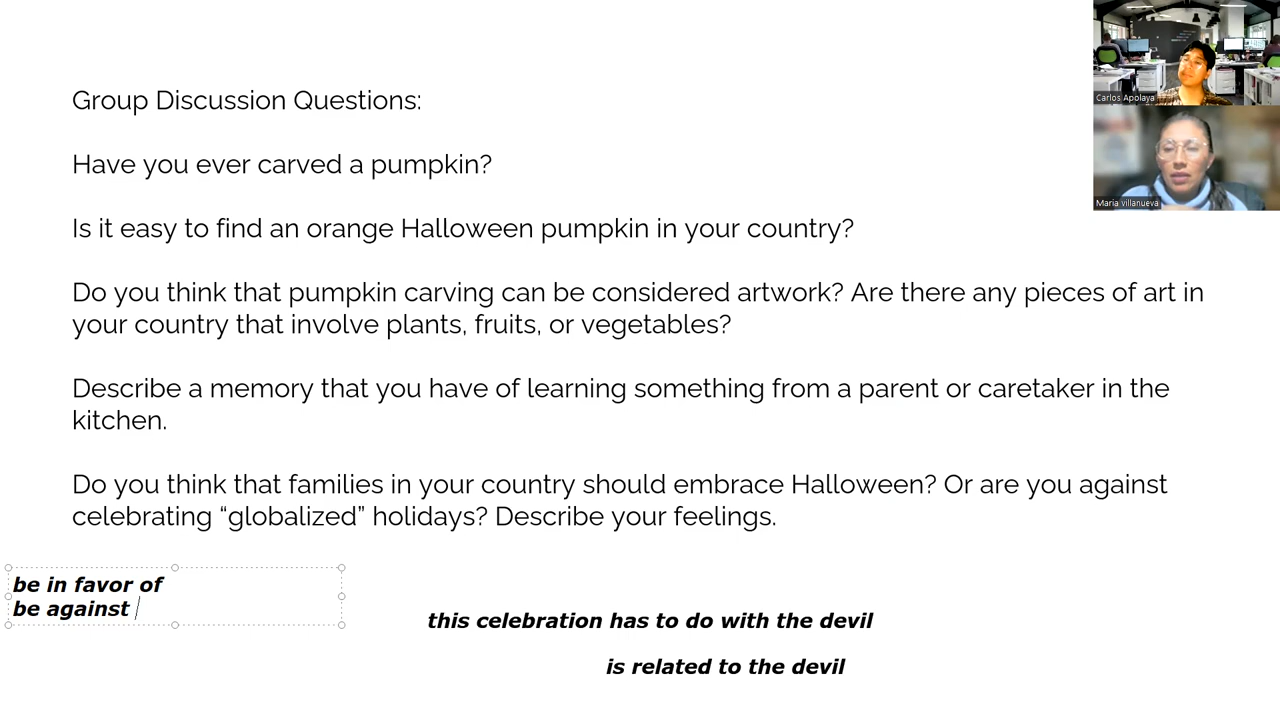 Group Discussion Questions:
Have you ever carved a pumpkin?
Is it easy to find an orange Halloween pumpkin in your country?
Do you think that pumpkin carving can be considered artwork? Are there any pieces of art in
your country that involve plants, fruits, or vegetables?
Describe a memory that you have of learning something from a parent or caretaker in the
kitchen.
Do you think that families in your country should embrace Halloween? Or are you against
celebrating “globalized” holidays? Describe your feelings.
be in favor of
be against
this celebration has to do with the devil
is related to the devil
Carlos Apolaya
Maria villanueva